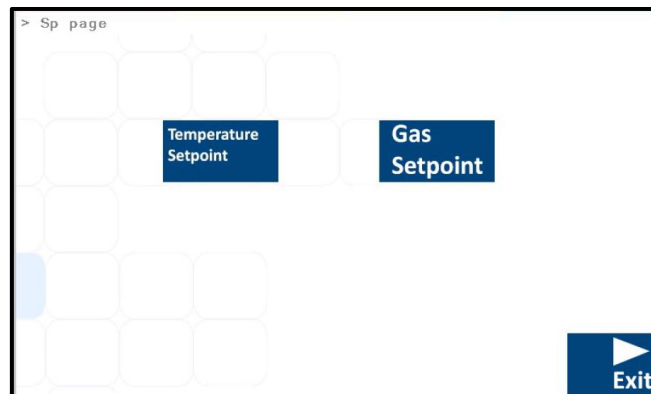 > Sp page
Temperature
Setpoint
Gas
Setpoint
Exit